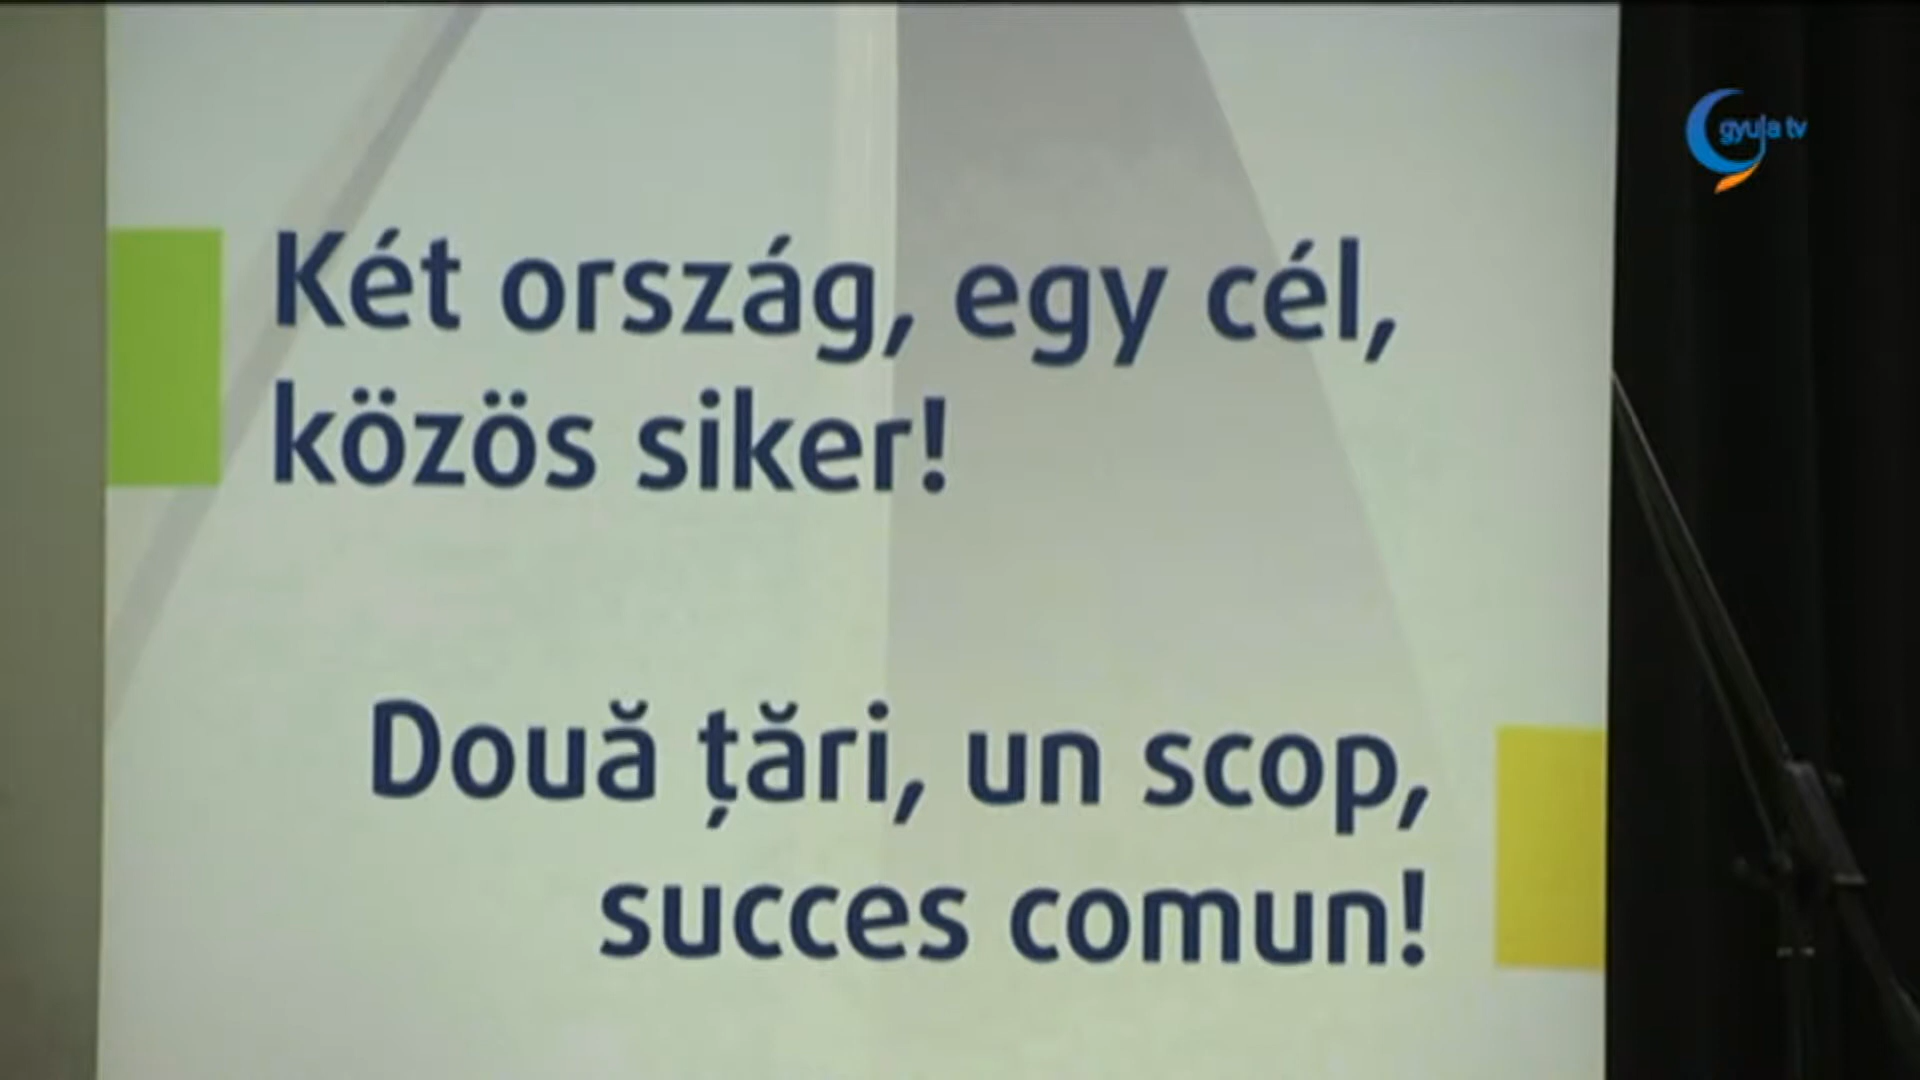 gyula tv
Két ország, egy cél,
közös siker!
Două țări, un scop,
succes comun!